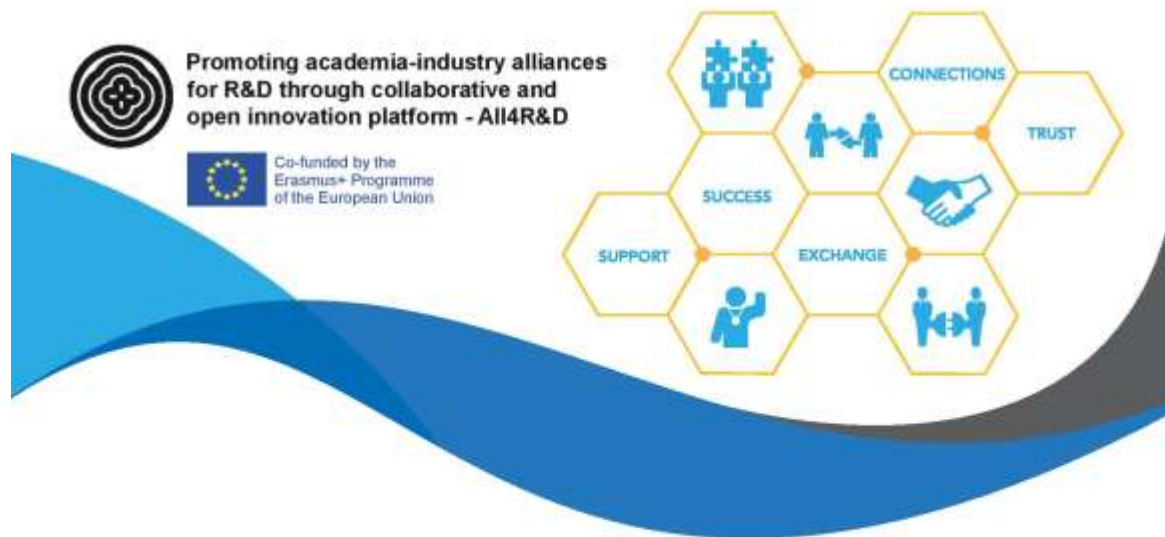 Promoting academia-industry alliances
for R&D through collaborative and
open innovation platform - All4R&D
Co-funded by the
Erasmus+ Programme
of the European Union
CONNECTIONS
TRUST
SUCCESS
SUPPORT
EXCHANGE